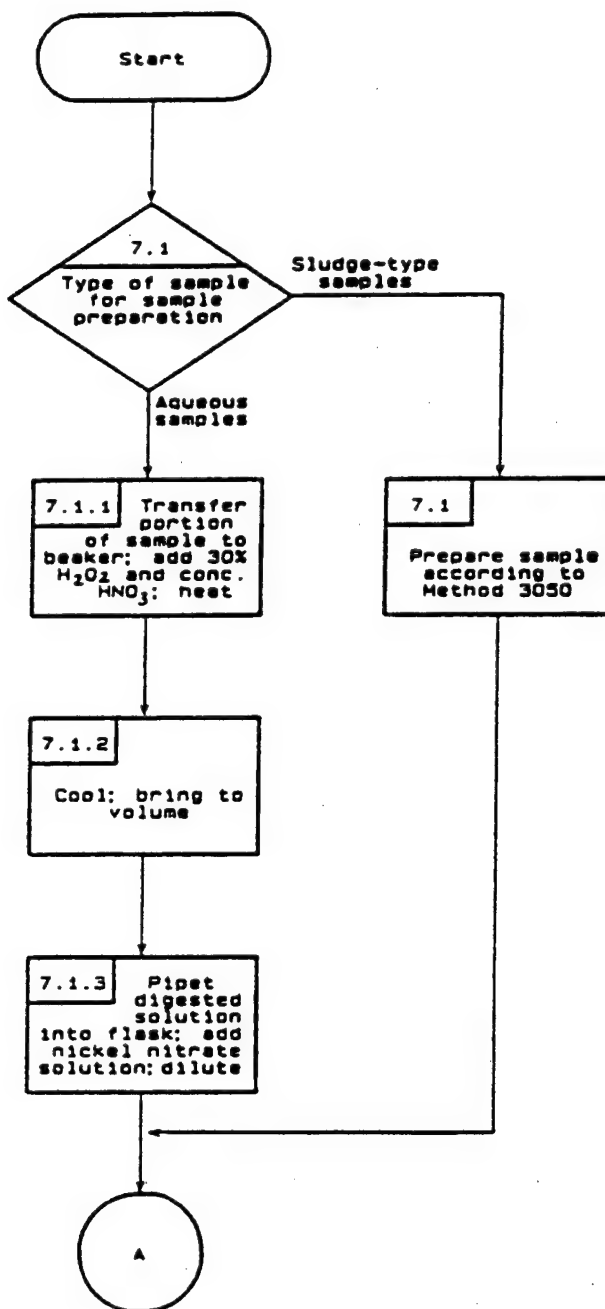 Start
7.1
Type of sample
for sample
preparation
Sludge-type
samples
Aqueous
samples
7.1.1 Transfer
portion
of sample to
beaker; add 30%
H₂O₂ and conc.
HNO₃; heat
7.1
Prepare sample
according to
Method 3050
7.1.2
Cool; bring to
volume
7.1.3 Pipet
digested
solution
into flask; add
nickel nitrate
solution; dilute
A